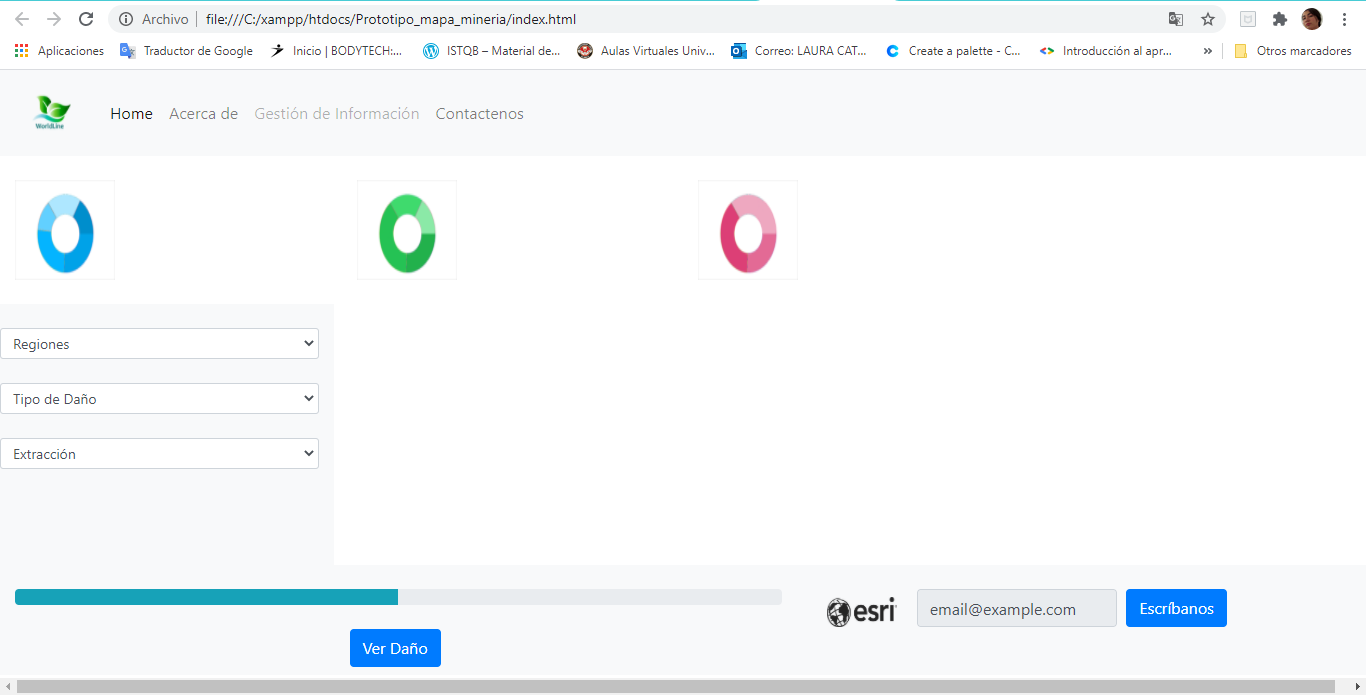 Archivo file:///C:/xampp/htdocs/Prototipo_mapa_mineria/index.html
Aplicaciones Traductor de Google Inicio | BODYTECH:... ISTQB – Material de... Aulas Virtuales Univ... Correo: LAURA CAT... Create a palette - C... Introducción al apr... » Otros marcadores
WorldLine Home Acerca de Gestión de Información Contactenos
Regiones
Tipo de Daño
Extracción
esri email@example.com Escríbanos
Ver Daño